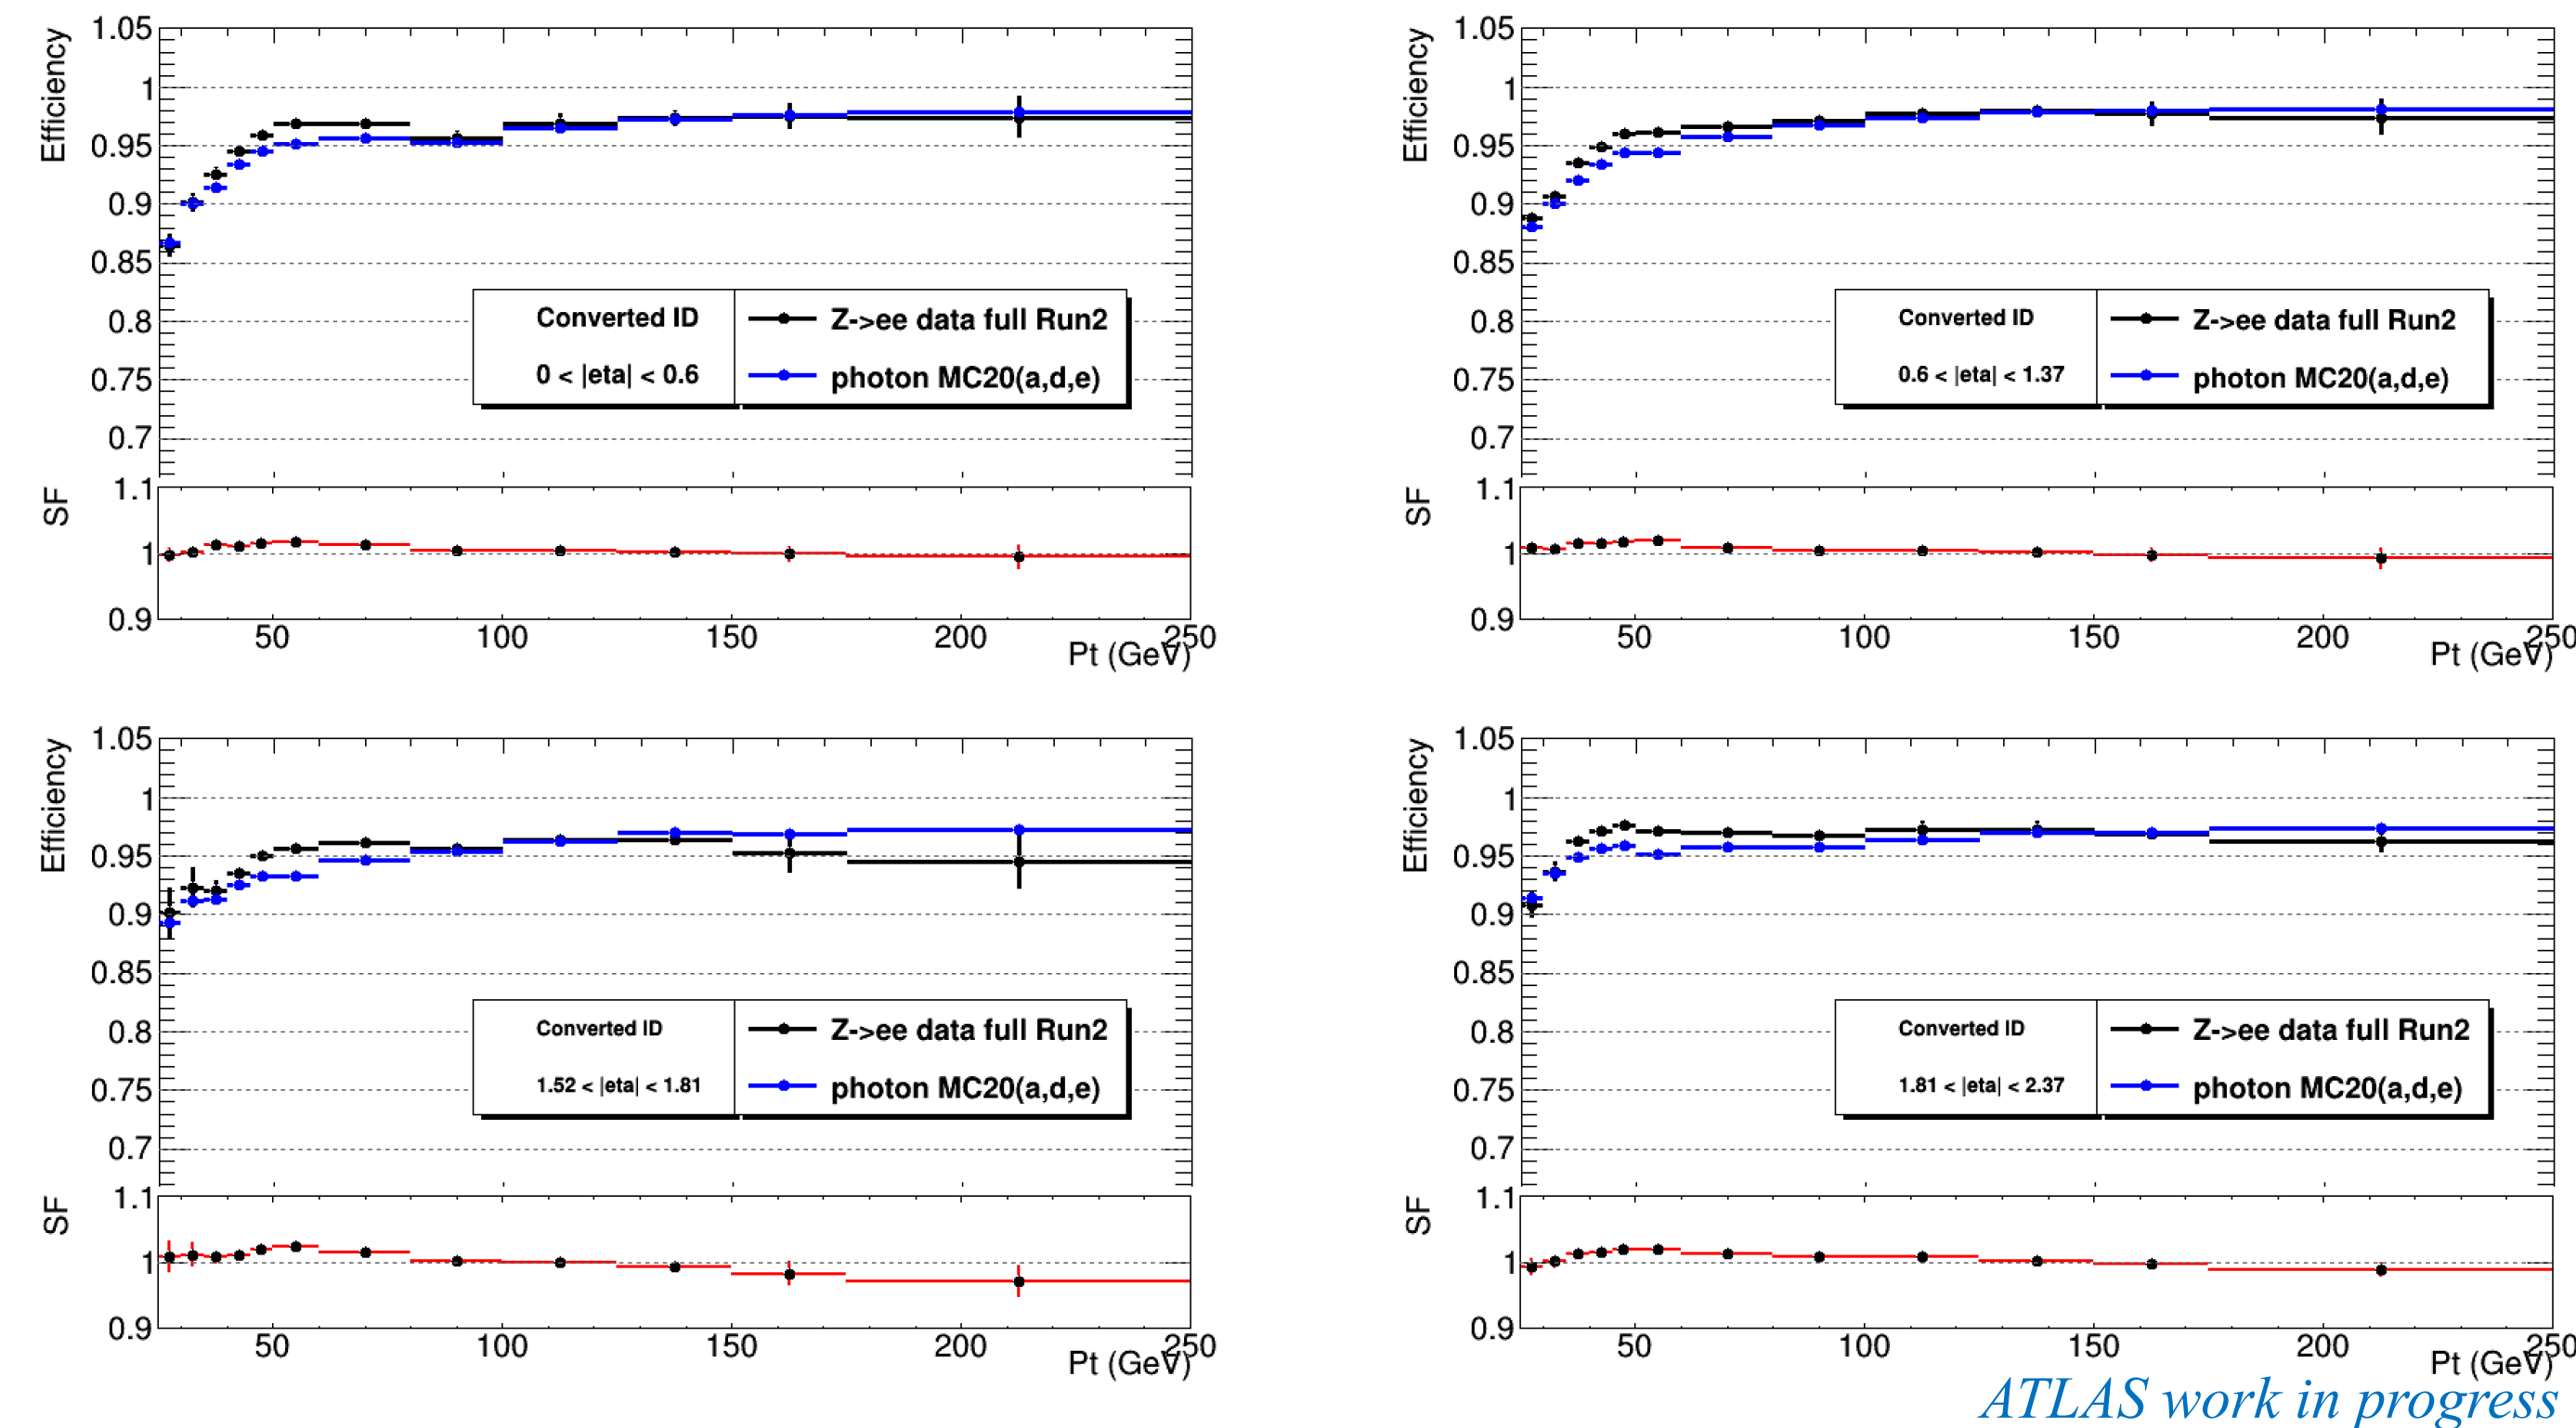 1.05
1
0.95
0.9
0.85
0.8
0.75
0.7
Efficiency
Converted ID
0 < |eta| < 0.6
Z->ee data full Run2
photon MC20(a,d,e)
1.1
1
0.9
SF
50 100 150 200 250
Pt (GeV)
1.05
1
0.95
0.9
0.85
0.8
0.75
0.7
Efficiency
Converted ID
0.6 < |eta| < 1.37
Z->ee data full Run2
photon MC20(a,d,e)
1.1
1
0.9
SF
50 100 150 200 250
Pt (GeV)
1.05
1
0.95
0.9
0.85
0.8
0.75
0.7
Efficiency
Converted ID
1.52 < |eta| < 1.81
Z->ee data full Run2
photon MC20(a,d,e)
1.1
1
0.9
SF
50 100 150 200 250
Pt (GeV)
1.05
1
0.95
0.9
0.85
0.8
0.75
0.7
Efficiency
Converted ID
1.81 < |eta| < 2.37
Z->ee data full Run2
photon MC20(a,d,e)
1.1
1
0.9
SF
50 100 150 200 250
Pt (GeV)
ATLAS work in progress